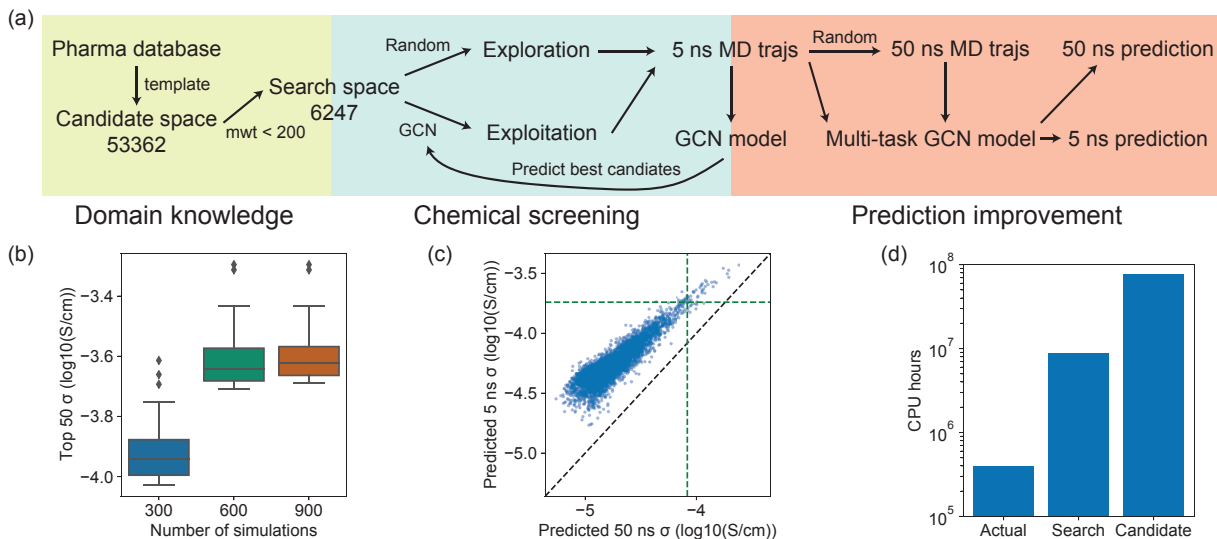 (a)
Pharma database
template
Candidate space
53362
mwt < 200
Search space
6247
Random
Exploration
GCN
Exploitation
Predict best candiates
5 ns MD trajs
GCN model
Random
50 ns MD trajs
Multi-task GCN model
50 ns prediction
5 ns prediction
Domain knowledge
Chemical screening
Prediction improvement
(b)
Top 50 σ (log10(S/cm))
−3.4
−3.6
−3.8
−4.0
300 600 900
Number of simulations
(c)
Predicted 5 ns σ (log10(S/cm))
−3.5
−4.0
−4.5
−5.0
−5 −4
Predicted 50 ns σ (log10(S/cm))
(d)
CPU hours
10^8
10^7
10^6
10^5
Actual Search Candidate